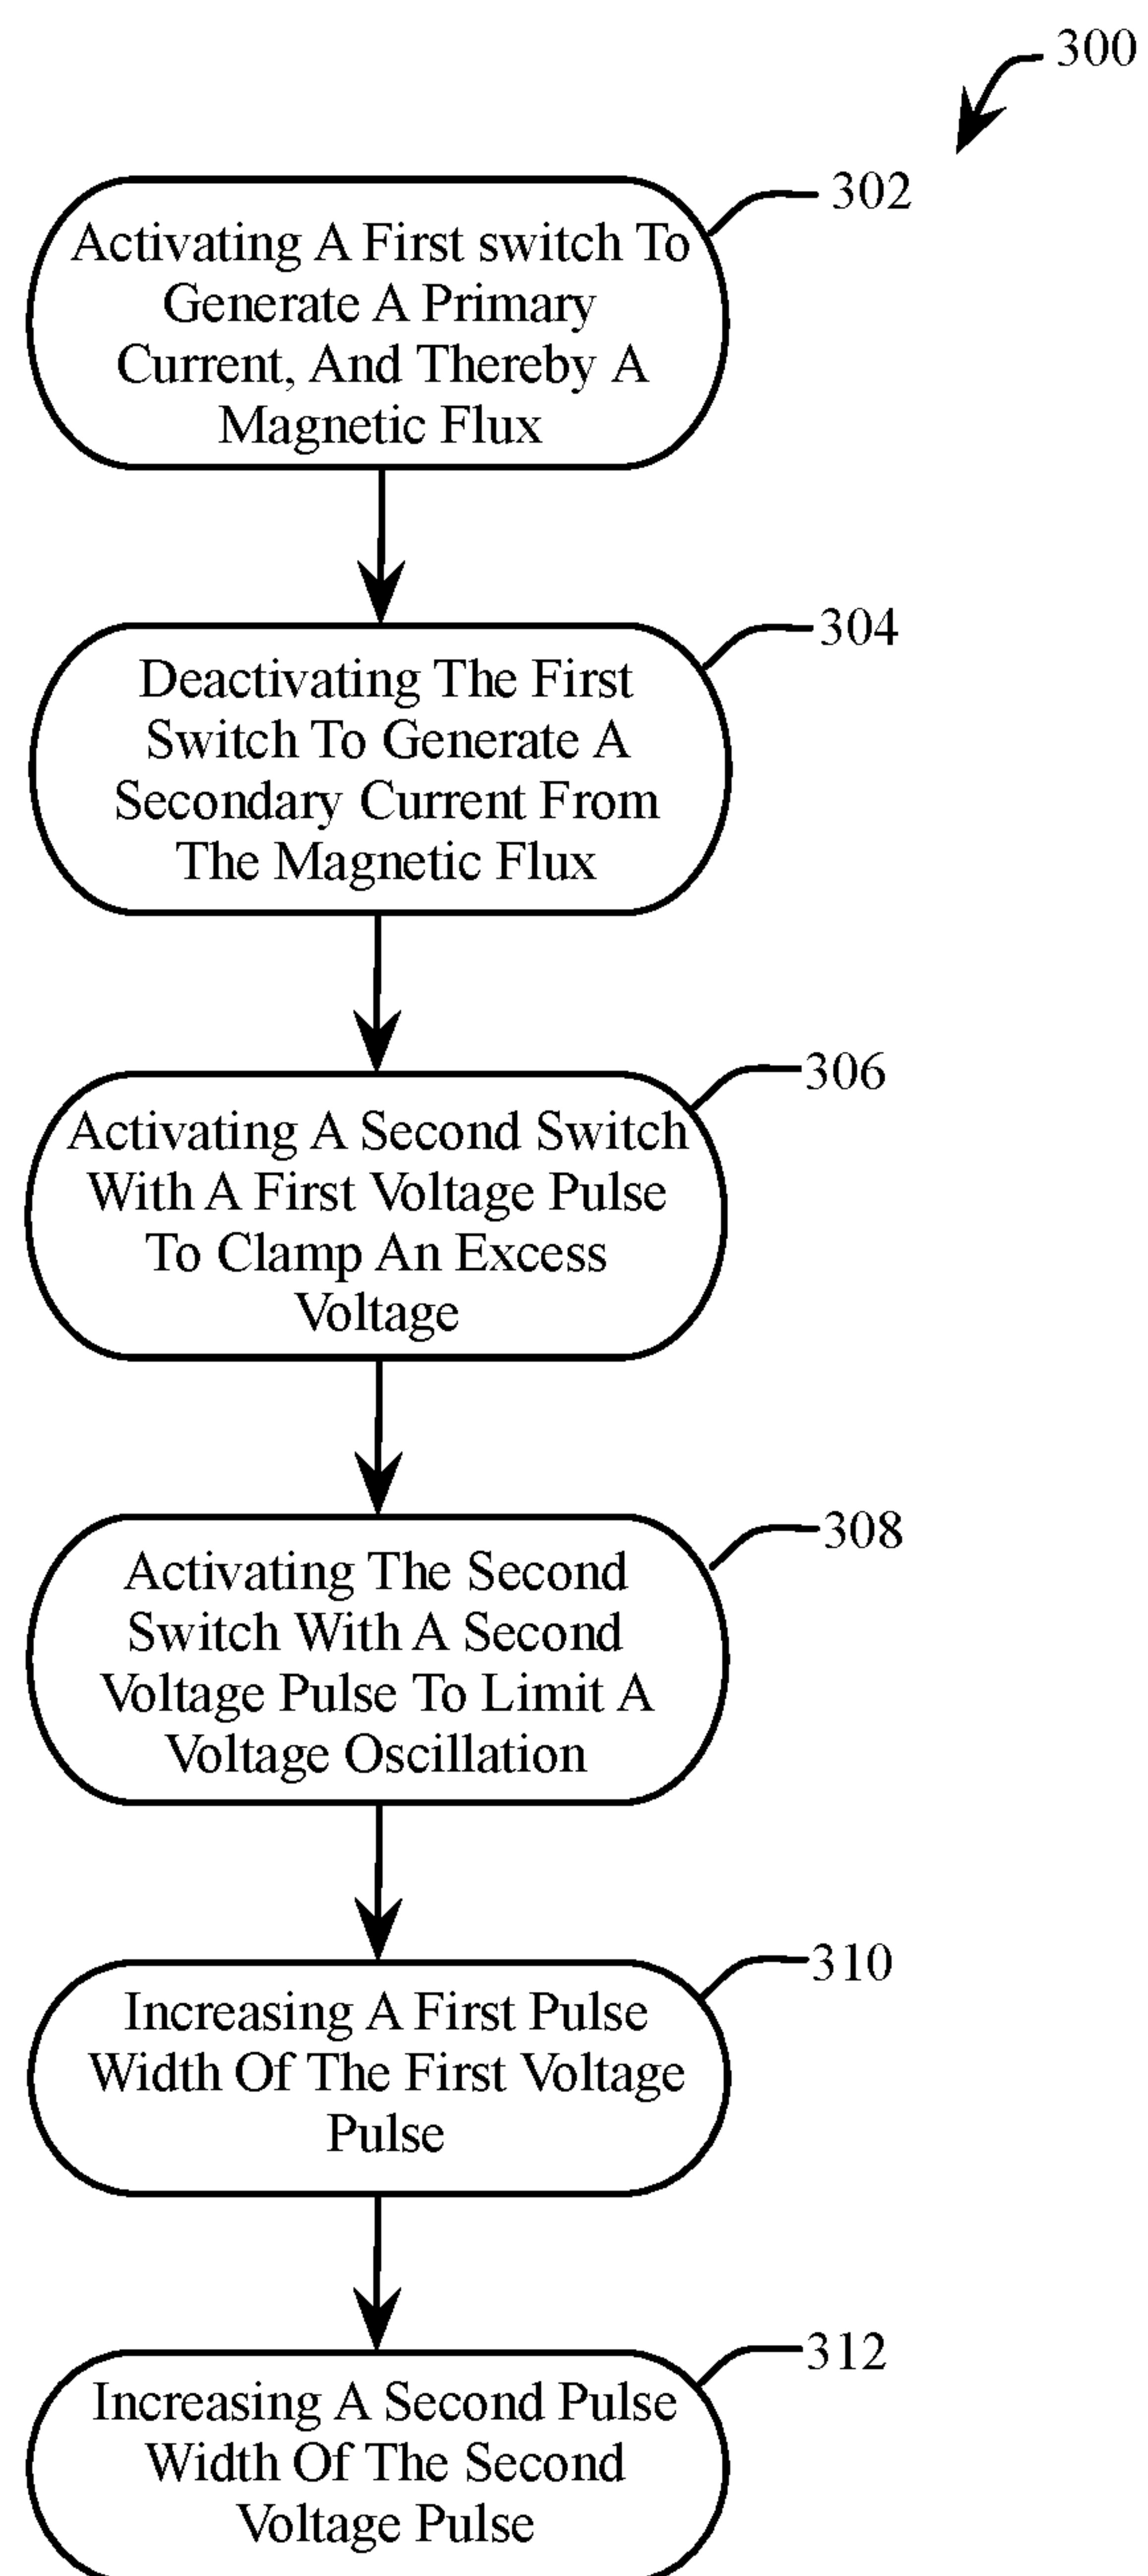 300
302
Activating A First switch To
Generate A Primary
Current, And Thereby A
Magnetic Flux
304
Deactivating The First
Switch To Generate A
Secondary Current From
The Magnetic Flux
306
Activating A Second Switch
With A First Voltage Pulse
To Clamp An Excess
Voltage
308
Activating The Second
Switch With A Second
Voltage Pulse To Limit A
Voltage Oscillation
310
Increasing A First Pulse
Width Of The First Voltage
Pulse
312
Increasing A Second Pulse
Width Of The Second
Voltage Pulse